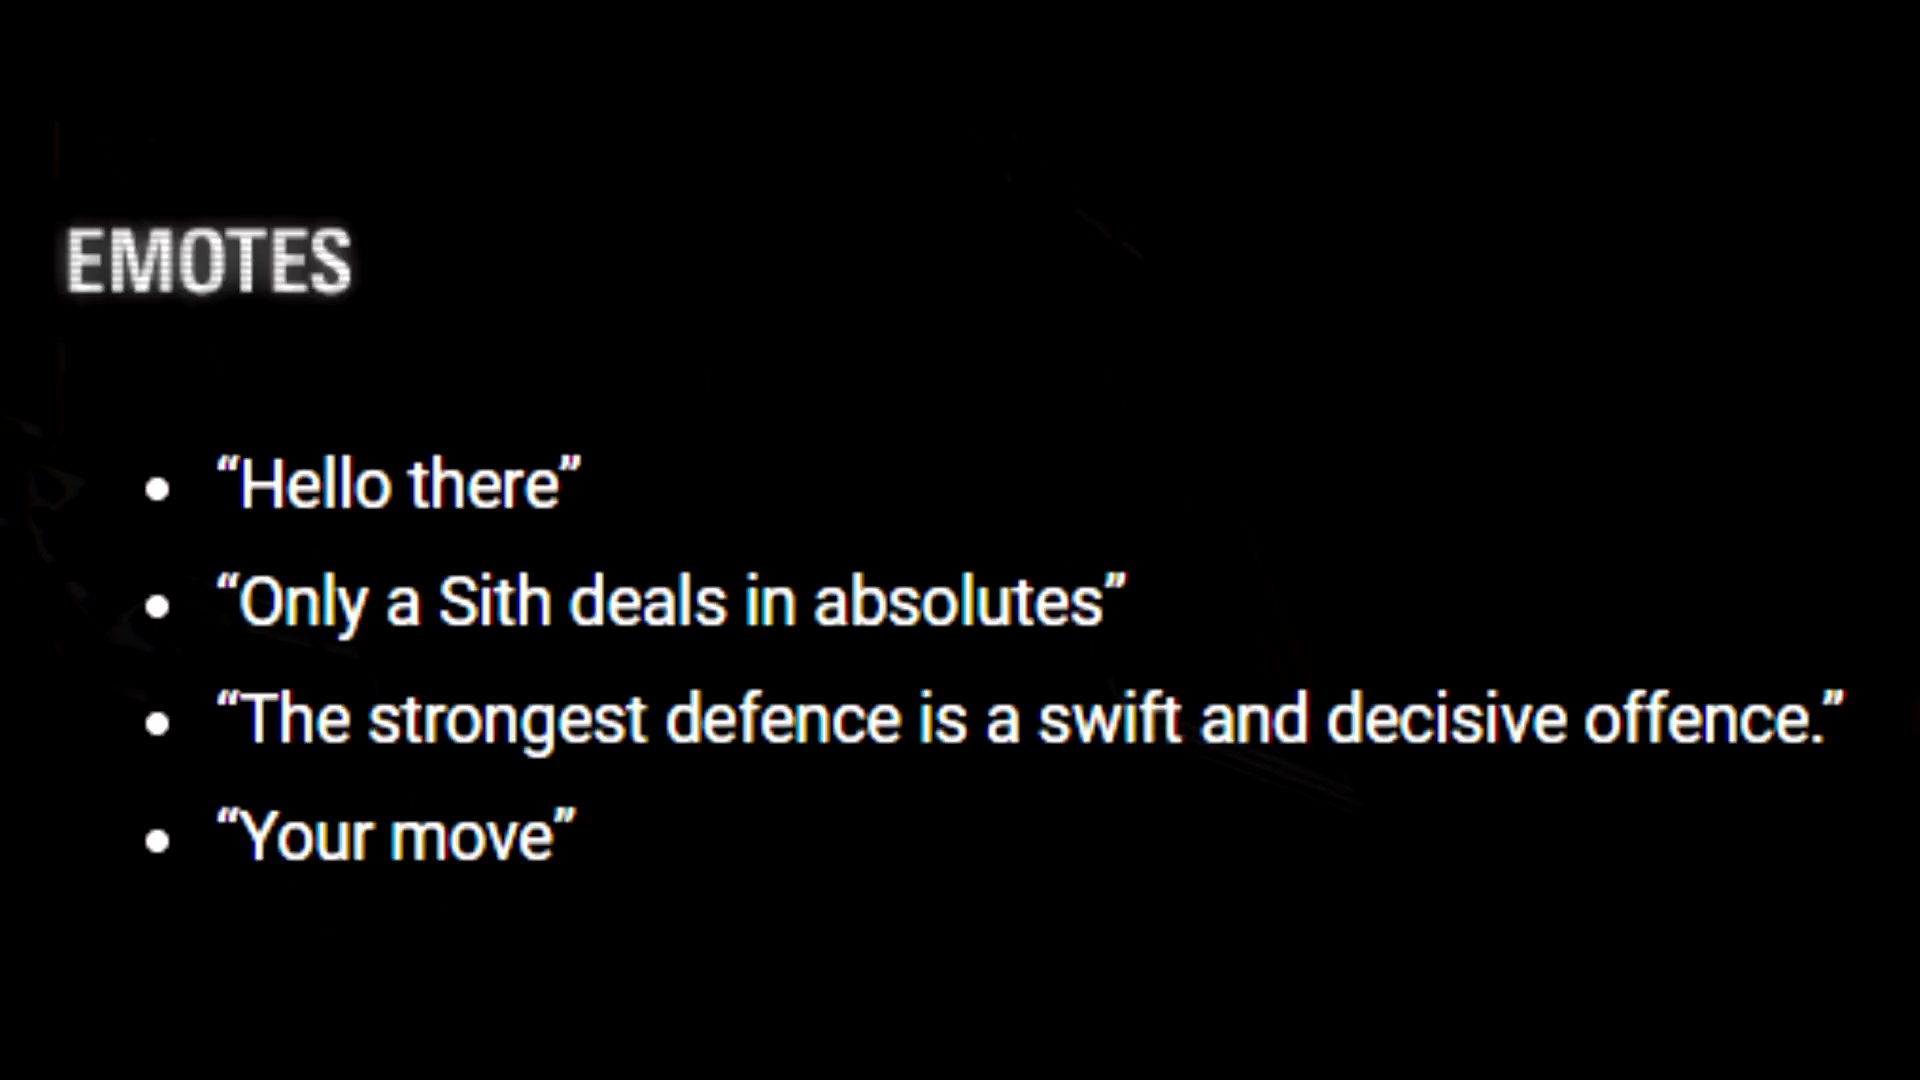 EMOTES
• “Hello there”
• “Only a Sith deals in absolutes”
• “The strongest defence is a swift and decisive offence.”
• “Your move”